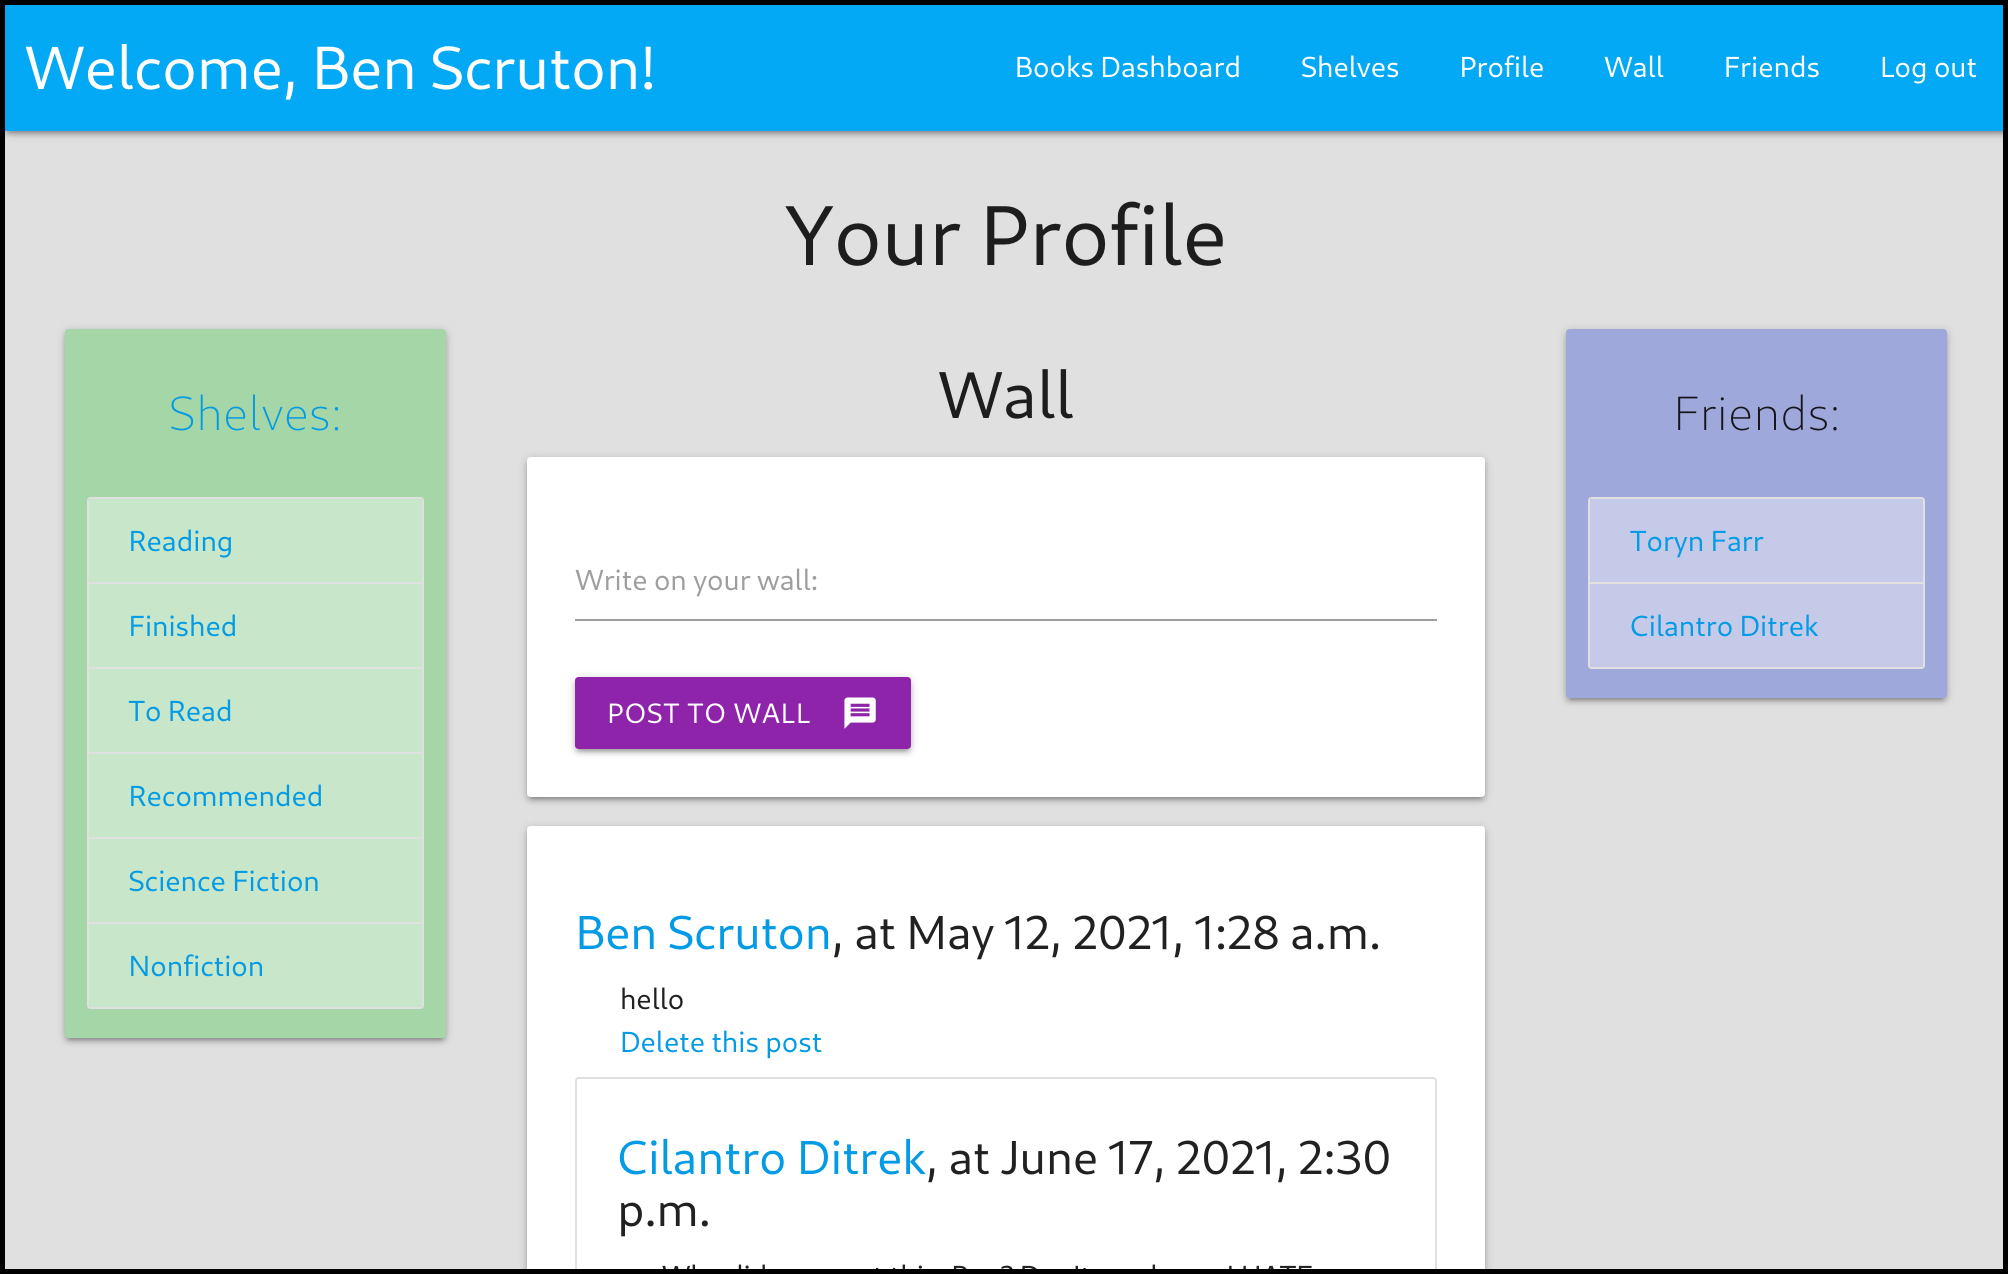 Welcome, Ben Scruton!
Books Dashboard Shelves Profile Wall Friends Log out
Your Profile
Shelves:
Reading
Finished
To Read
Recommended
Science Fiction
Nonfiction
Wall
Write on your wall:
POST TO WALL
Ben Scruton, at May 12, 2021, 1:28 a.m.
hello
Delete this post
Cilantro Ditrek, at June 17, 2021, 2:30
p.m.
Friends:
Toryn Farr
Cilantro Ditrek